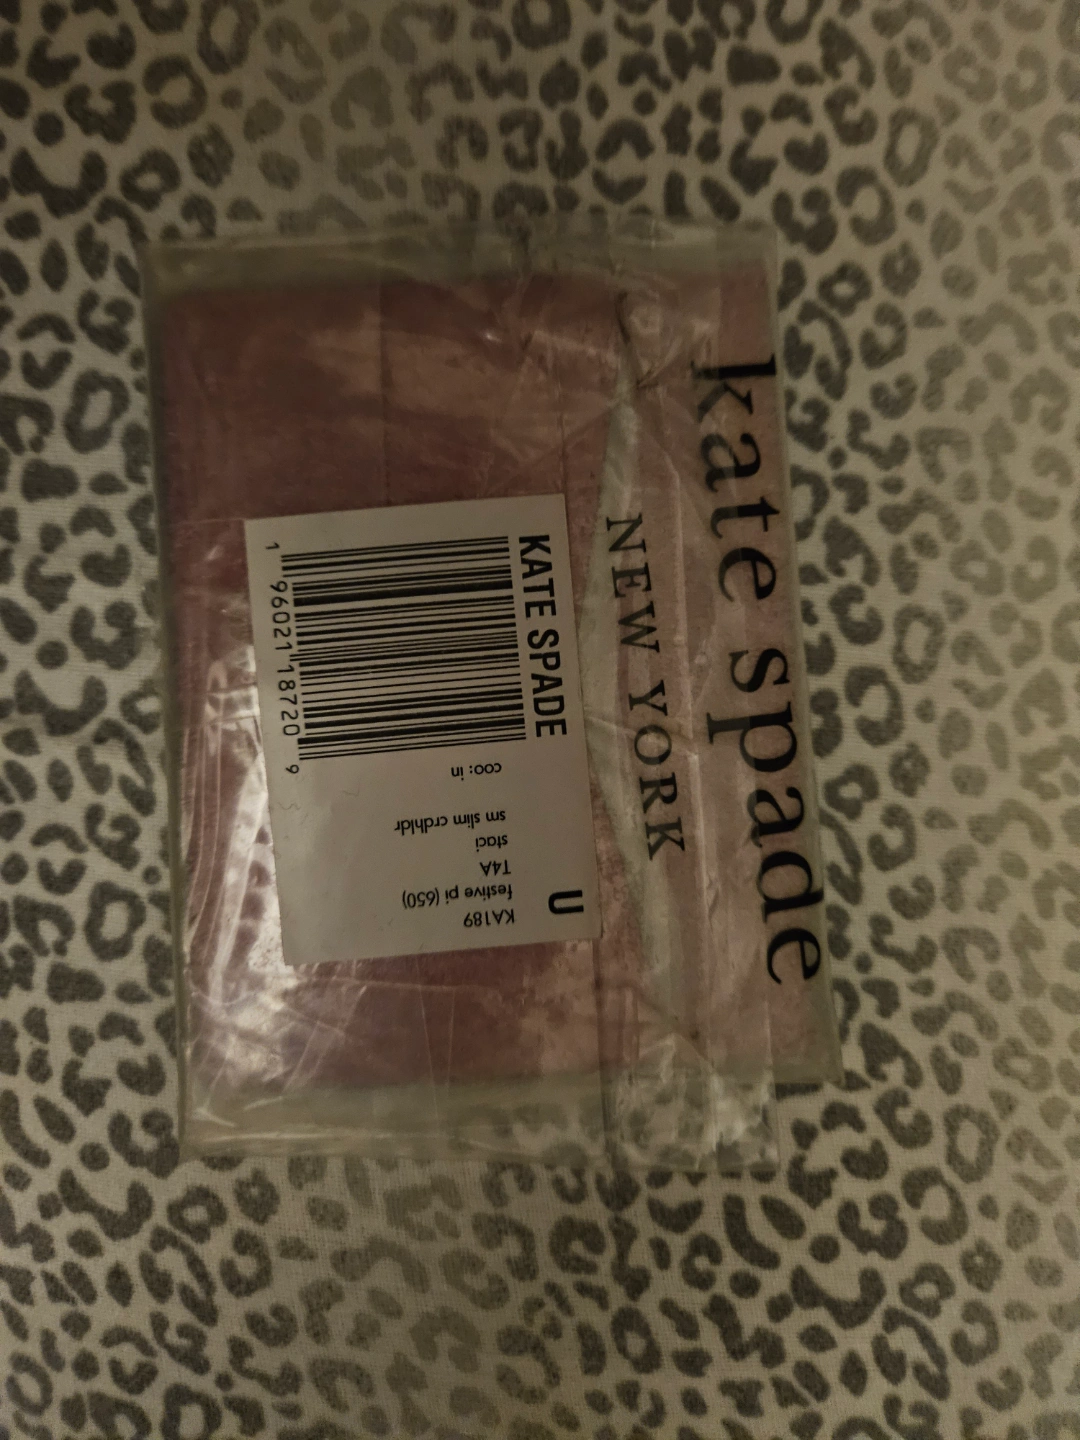 kate spade
NEW YORK
KATE SPADE
U
1 96021 18720 9
KA189
festive pi (650)
T4A
staci
sm slim crdhldr
coo: in